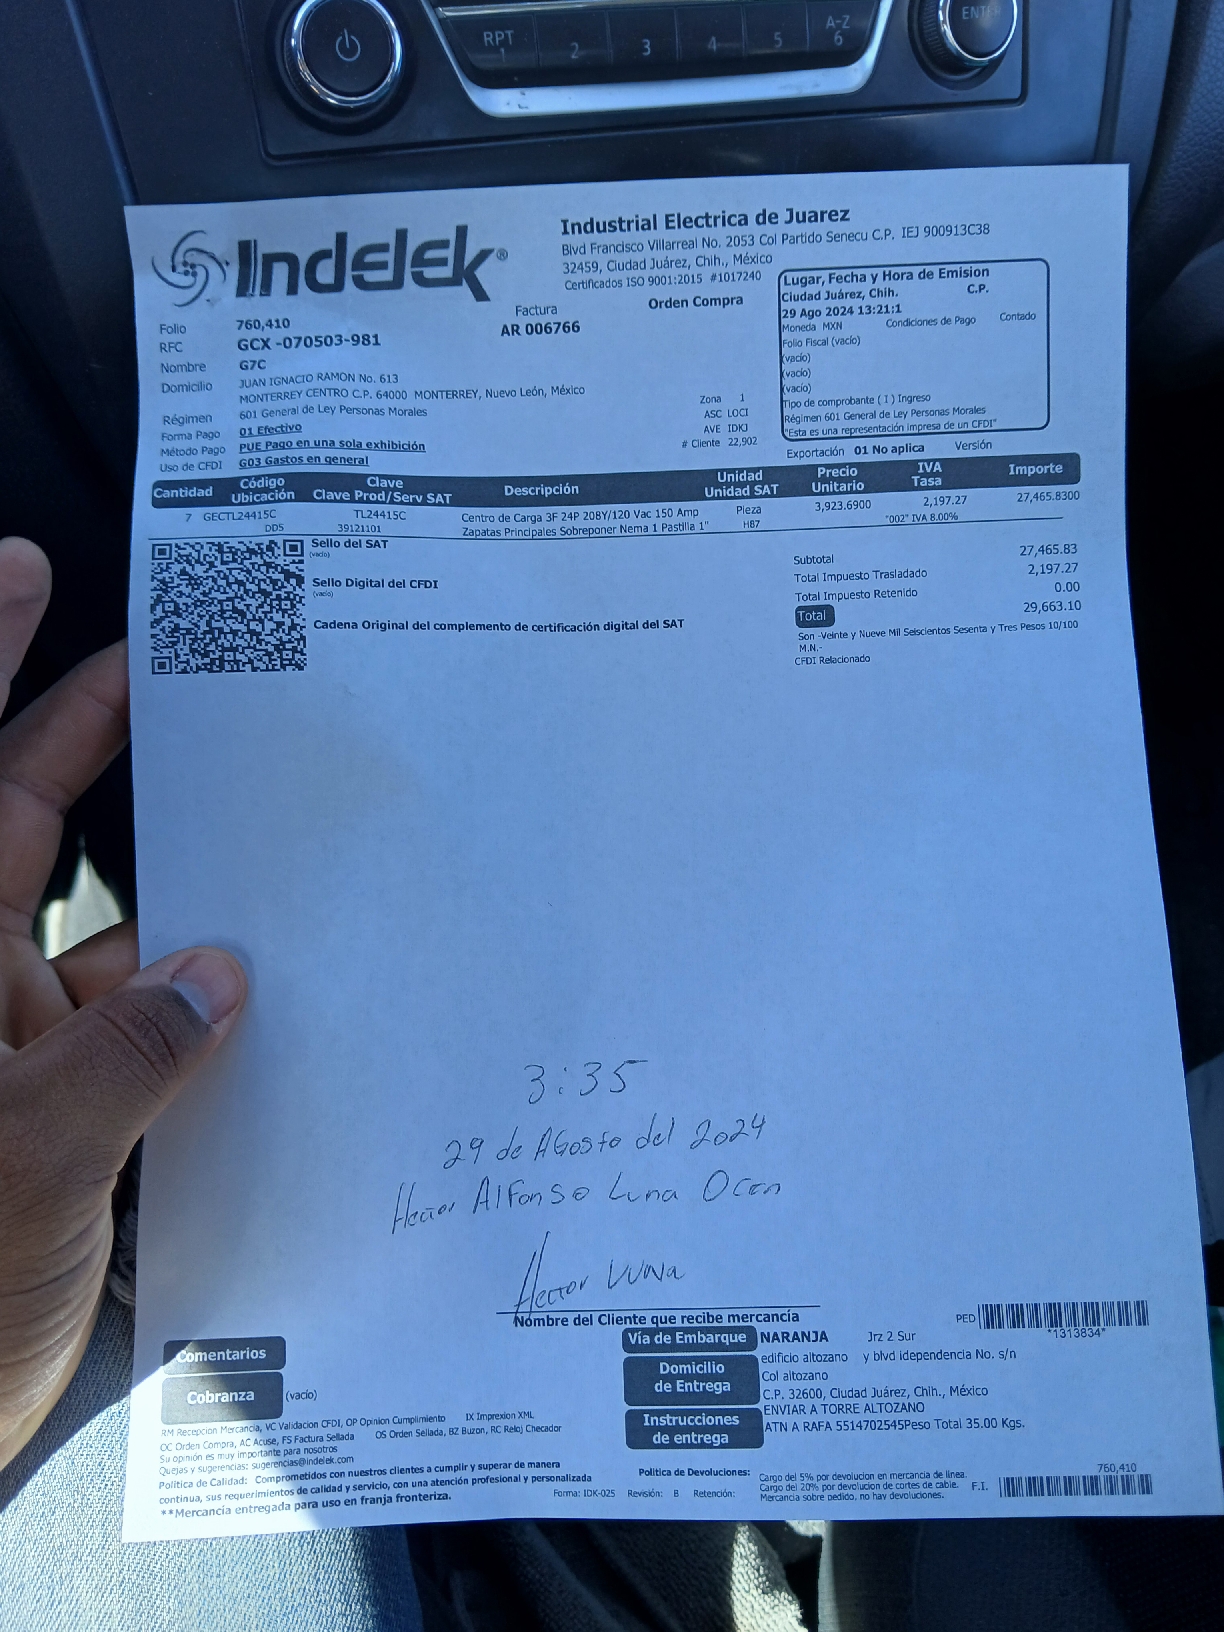 RPT
1
2
3
4
5
A-Z
6
ENTER
Indelek®
Industrial Electrica de Juarez
Blvd Francisco Villarreal No. 2053 Col Partido Senecu C.P. IEJ 900913C38
32459, Ciudad Juárez, Chih., México
Certificados ISO 9001:2015 #1017240
Factura
AR 006766
Orden Compra
Lugar, Fecha y Hora de Emision
Ciudad Juárez, Chih. C.P.
29 Ago 2024 13:21:1
Moneda MXN Condiciones de Pago Contado
Folio Fiscal (vacío)
(vacío)
(vacío)
(vacío)
Tipo de comprobante ( I ) Ingreso
Régimen 601 General de Ley Personas Morales
"Esta es una representación impresa de un CFDI"
Folio 760,410
RFC GCX -070503-981
Nombre G7C
Domicilio JUAN IGNACIO RAMON No. 613
MONTERREY CENTRO C.P. 64000 MONTERREY, Nuevo León, México
Régimen 601 General de Ley Personas Morales
Forma Pago 01 Efectivo
Método Pago PUE Pago en una sola exhibición
Uso de CFDI G03 Gastos en general
Zona 1
ASC LOCI
AVE IDKJ
# Cliente 22,902
Exportación 01 No aplica Versión
Cantidad Código Ubicación Clave Clave Prod/Serv SAT Descripción Unidad Unidad SAT Precio Unitario IVA Tasa Importe
7 GECTL24415C TL24415C Centro de Carga 3F 24P 208Y/120 Vac 150 Amp Pieza 3,923.6900 2,197.27 27,465.8300
DDS 39121101 Zapatas Principales Sobreponer Nema 1 Pastilla 1" H87 "002" IVA 8.00%
Sello del SAT
(vacío)
Sello Digital del CFDI
(vacío)
Cadena Original del complemento de certificación digital del SAT
Subtotal 27,465.83
Total Impuesto Trasladado 2,197.27
Total Impuesto Retenido 0.00
Total 29,663.10
Son -Veinte y Nueve Mil Seiscientos Sesenta y Tres Pesos 10/100
M.N.-
CFDI Relacionado
3:35
29 de Agosto del 2024
Hector Alfonso Luna
Hector Luna
Nombre del Cliente que recibe mercancía
PED
*1313834*
Comentarios
Cobranza (vacío)
Vía de Embarque NARANJA Jrz 2 Sur
Domicilio de Entrega
edificio altozano y blvd idependencia No. s/n
Col altozano
C.P. 32600, Ciudad Juárez, Chih., México
Instrucciones de entrega
ENVIAR A TORRE ALTOZANO
ATN A RAFA 5514702545Peso Total 35.00 Kgs.
RM Recepcion Mercancia, VC Validacion CFDI, OP Opinion Cumplimiento IX Impresion XML
OC Orden Compra, AC Acuse, FS Factura Sellada OS Orden Sellada, BZ Buzon, RC Reloj Checador
Su opinión es muy importante para nosotros
Quejas y sugerencias: sugerencias@indelek.com
Política de Calidad: Comprometidos con nuestros clientes a cumplir y superar de manera
continua, sus requerimientos de calidad y servicio, con una atención profesional y personalizada
**Mercancía entregada para uso en franja fronteriza.
Forma: IDK-025 Revisión: B Retención:
Politica de Devoluciones: Cargo del 5% por devolucion en mercancia de linea.
Cargo del 20% por devolucion de cortes de cable.
Mercancia sobre pedido, no hay devoluciones.
F.I.
760,410